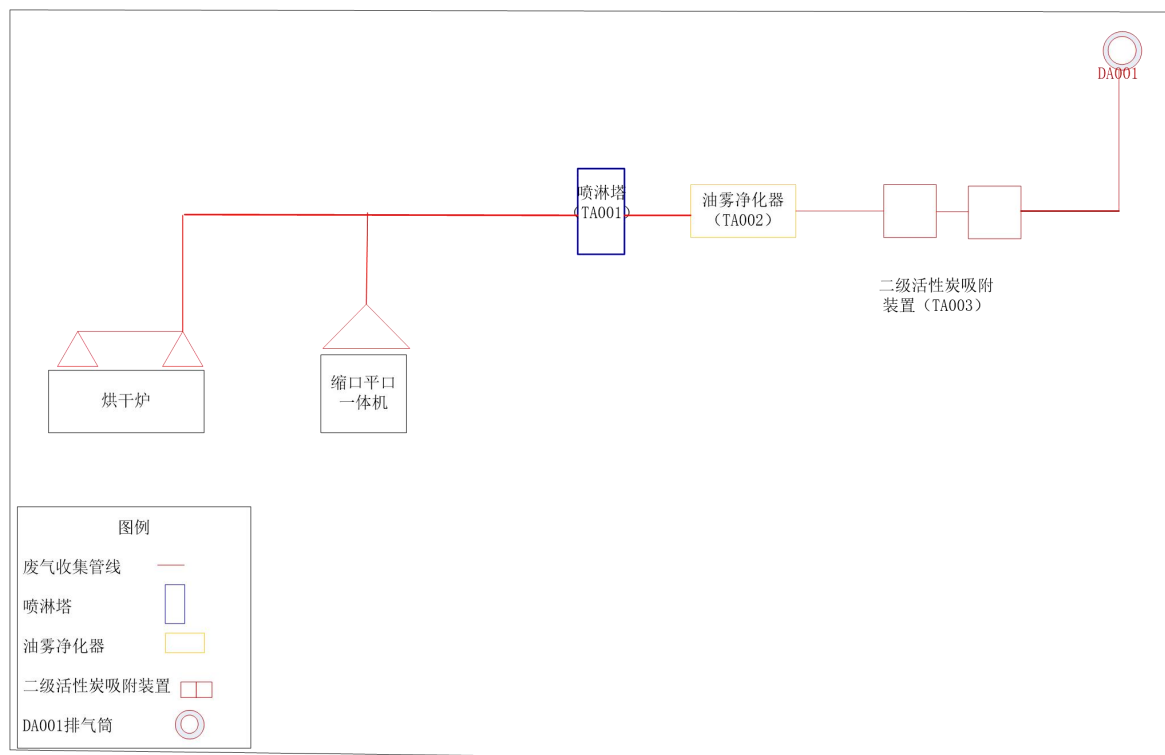 DA001
喷淋塔
（TA001）
油雾净化器
（TA002）
二级活性炭吸附
装置（TA003）
烘干炉
缩口平口
一体机
图例
废气收集管线
喷淋塔
油雾净化器
二级活性炭吸附装置
DA001排气筒